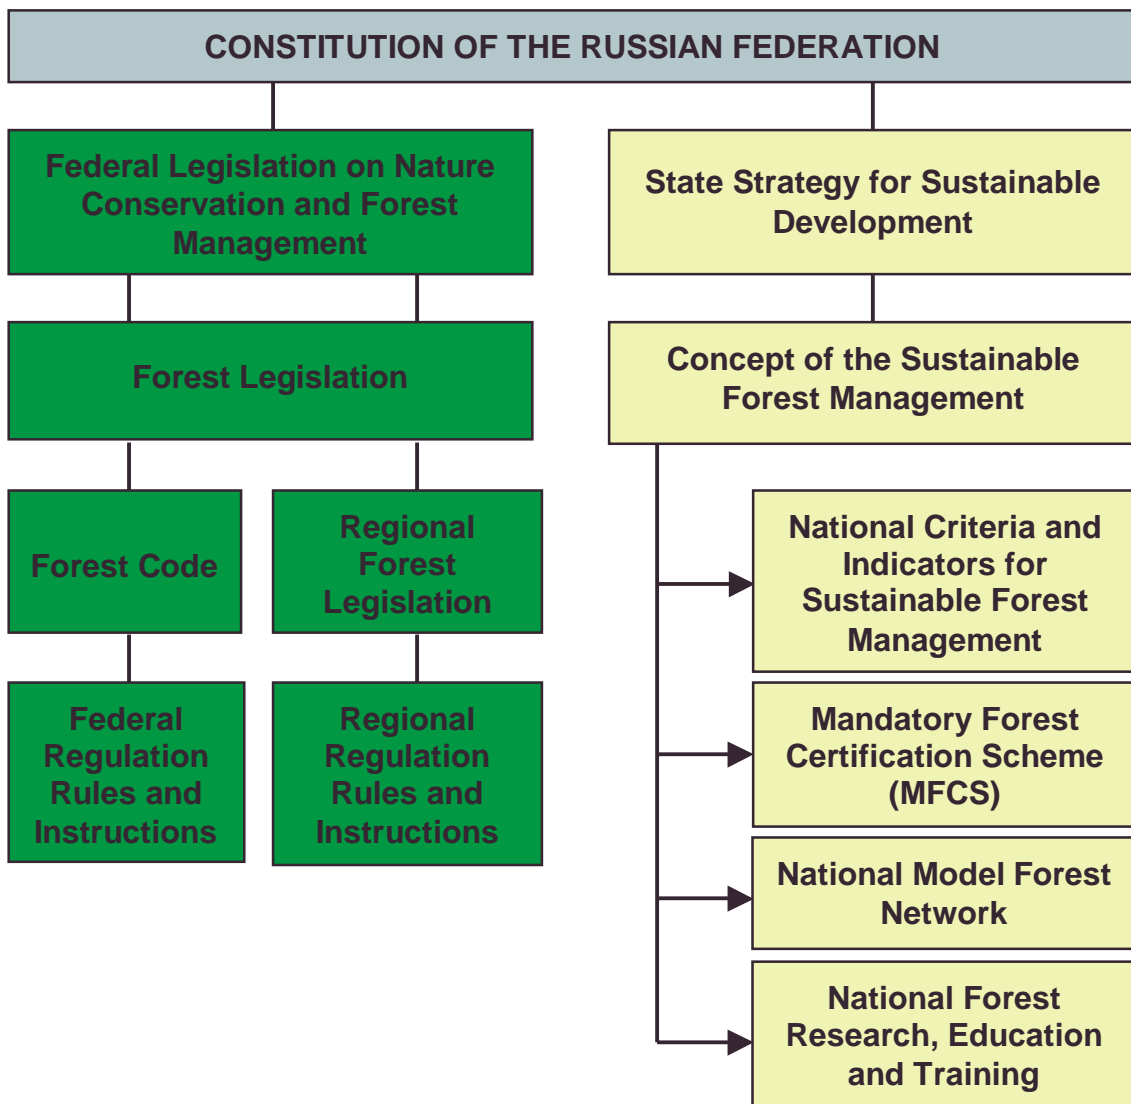 CONSTITUTION OF THE RUSSIAN FEDERATION
Federal Legislation on Nature
Conservation and Forest
Management
State Strategy for Sustainable
Development
Forest Legislation
Concept of the Sustainable
Forest Management
Forest Code
Regional
Forest
Legislation
National Criteria and
Indicators for
Sustainable Forest
Management
Federal
Regulation
Rules and
Instructions
Regional
Regulation
Rules and
Instructions
Mandatory Forest
Certification Scheme
(MFCS)
National Model Forest
Network
National Forest
Research, Education
and Training